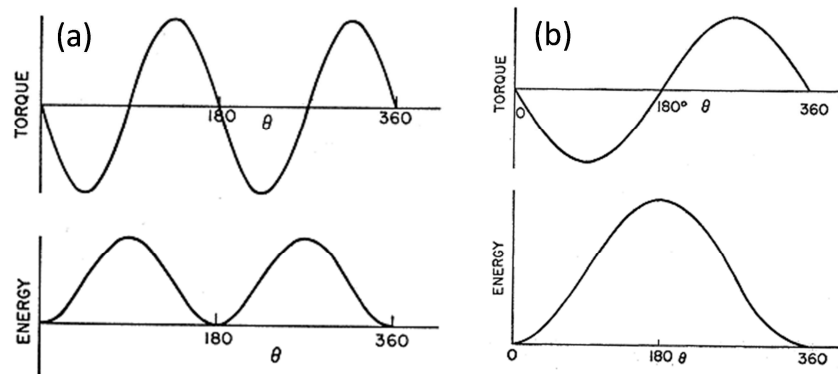 (a)
TORQUE
180 θ 360
ENERGY
180 θ 360
(b)
TORQUE
0 180° θ 360
ENERGY
0 180 θ 360